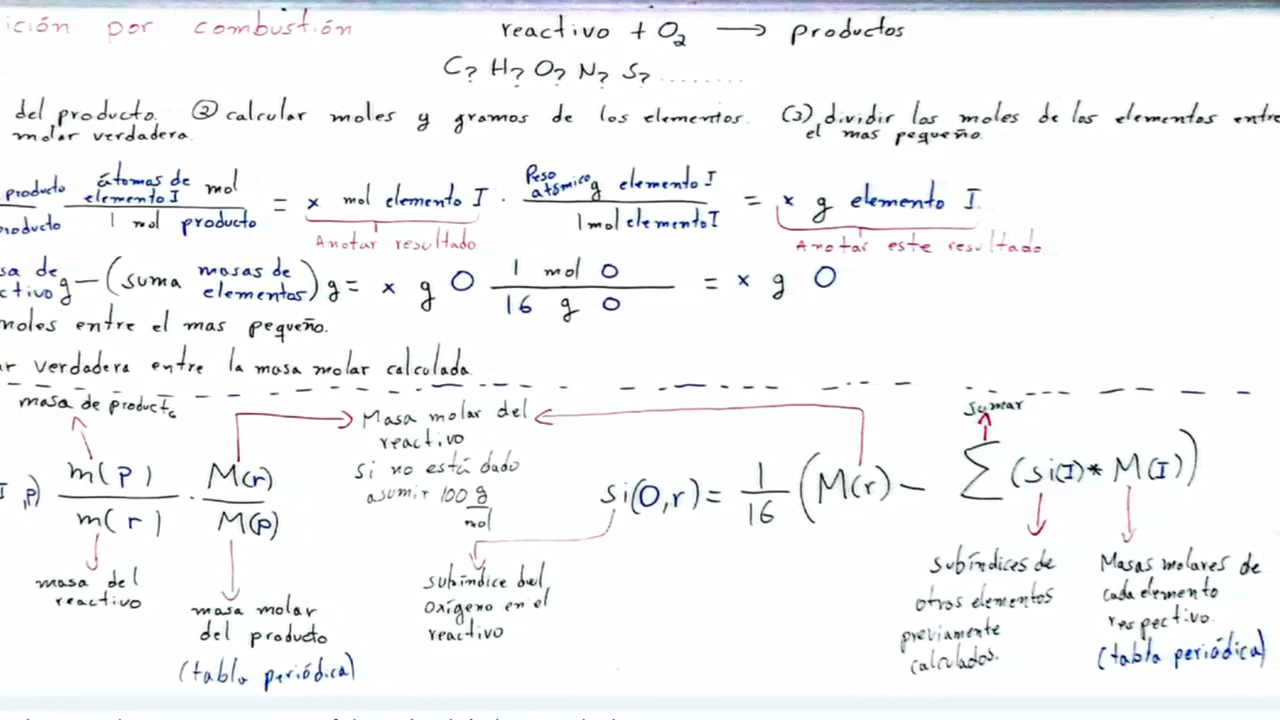 ición por combustión
reactivo + O₂ → productos
C? H? O? N? S?........
del producto. ② calcular moles y gramos de los elementos. (3) dividir los moles de los elementos entre
molar verdadera. el mas pequeño.
producto átomas de elemento I mol / 1 mol producto = x mol elemento I · Peso atómico g elemento I / 1 mol elemento I = x g elemento I
Anotar resultado
Anotar este resultado
g – (suma masas de elementos) g = x g O 1 mol O / 16 g O = x g O
moles entre el mas pequeño.
verdadera entre la masa molar calculada.
masa de producto
Masa molar del
reactivo
si no está dado
asumir 100 g/mol
sumar
I, p) m(p)/m(r) · M(r)/M(p)
si(O,r) = 1/16 (M(r) – Σ(si(I)* M(I))
masa del
reactivo
masa molar
del producto
(tabla periódica)
subíndice del
oxígeno en el
reactivo
subíndices de
otros elementos
previamente
calculados.
Masas molares de
cada elemento
respectivo.
(tabla periódica)